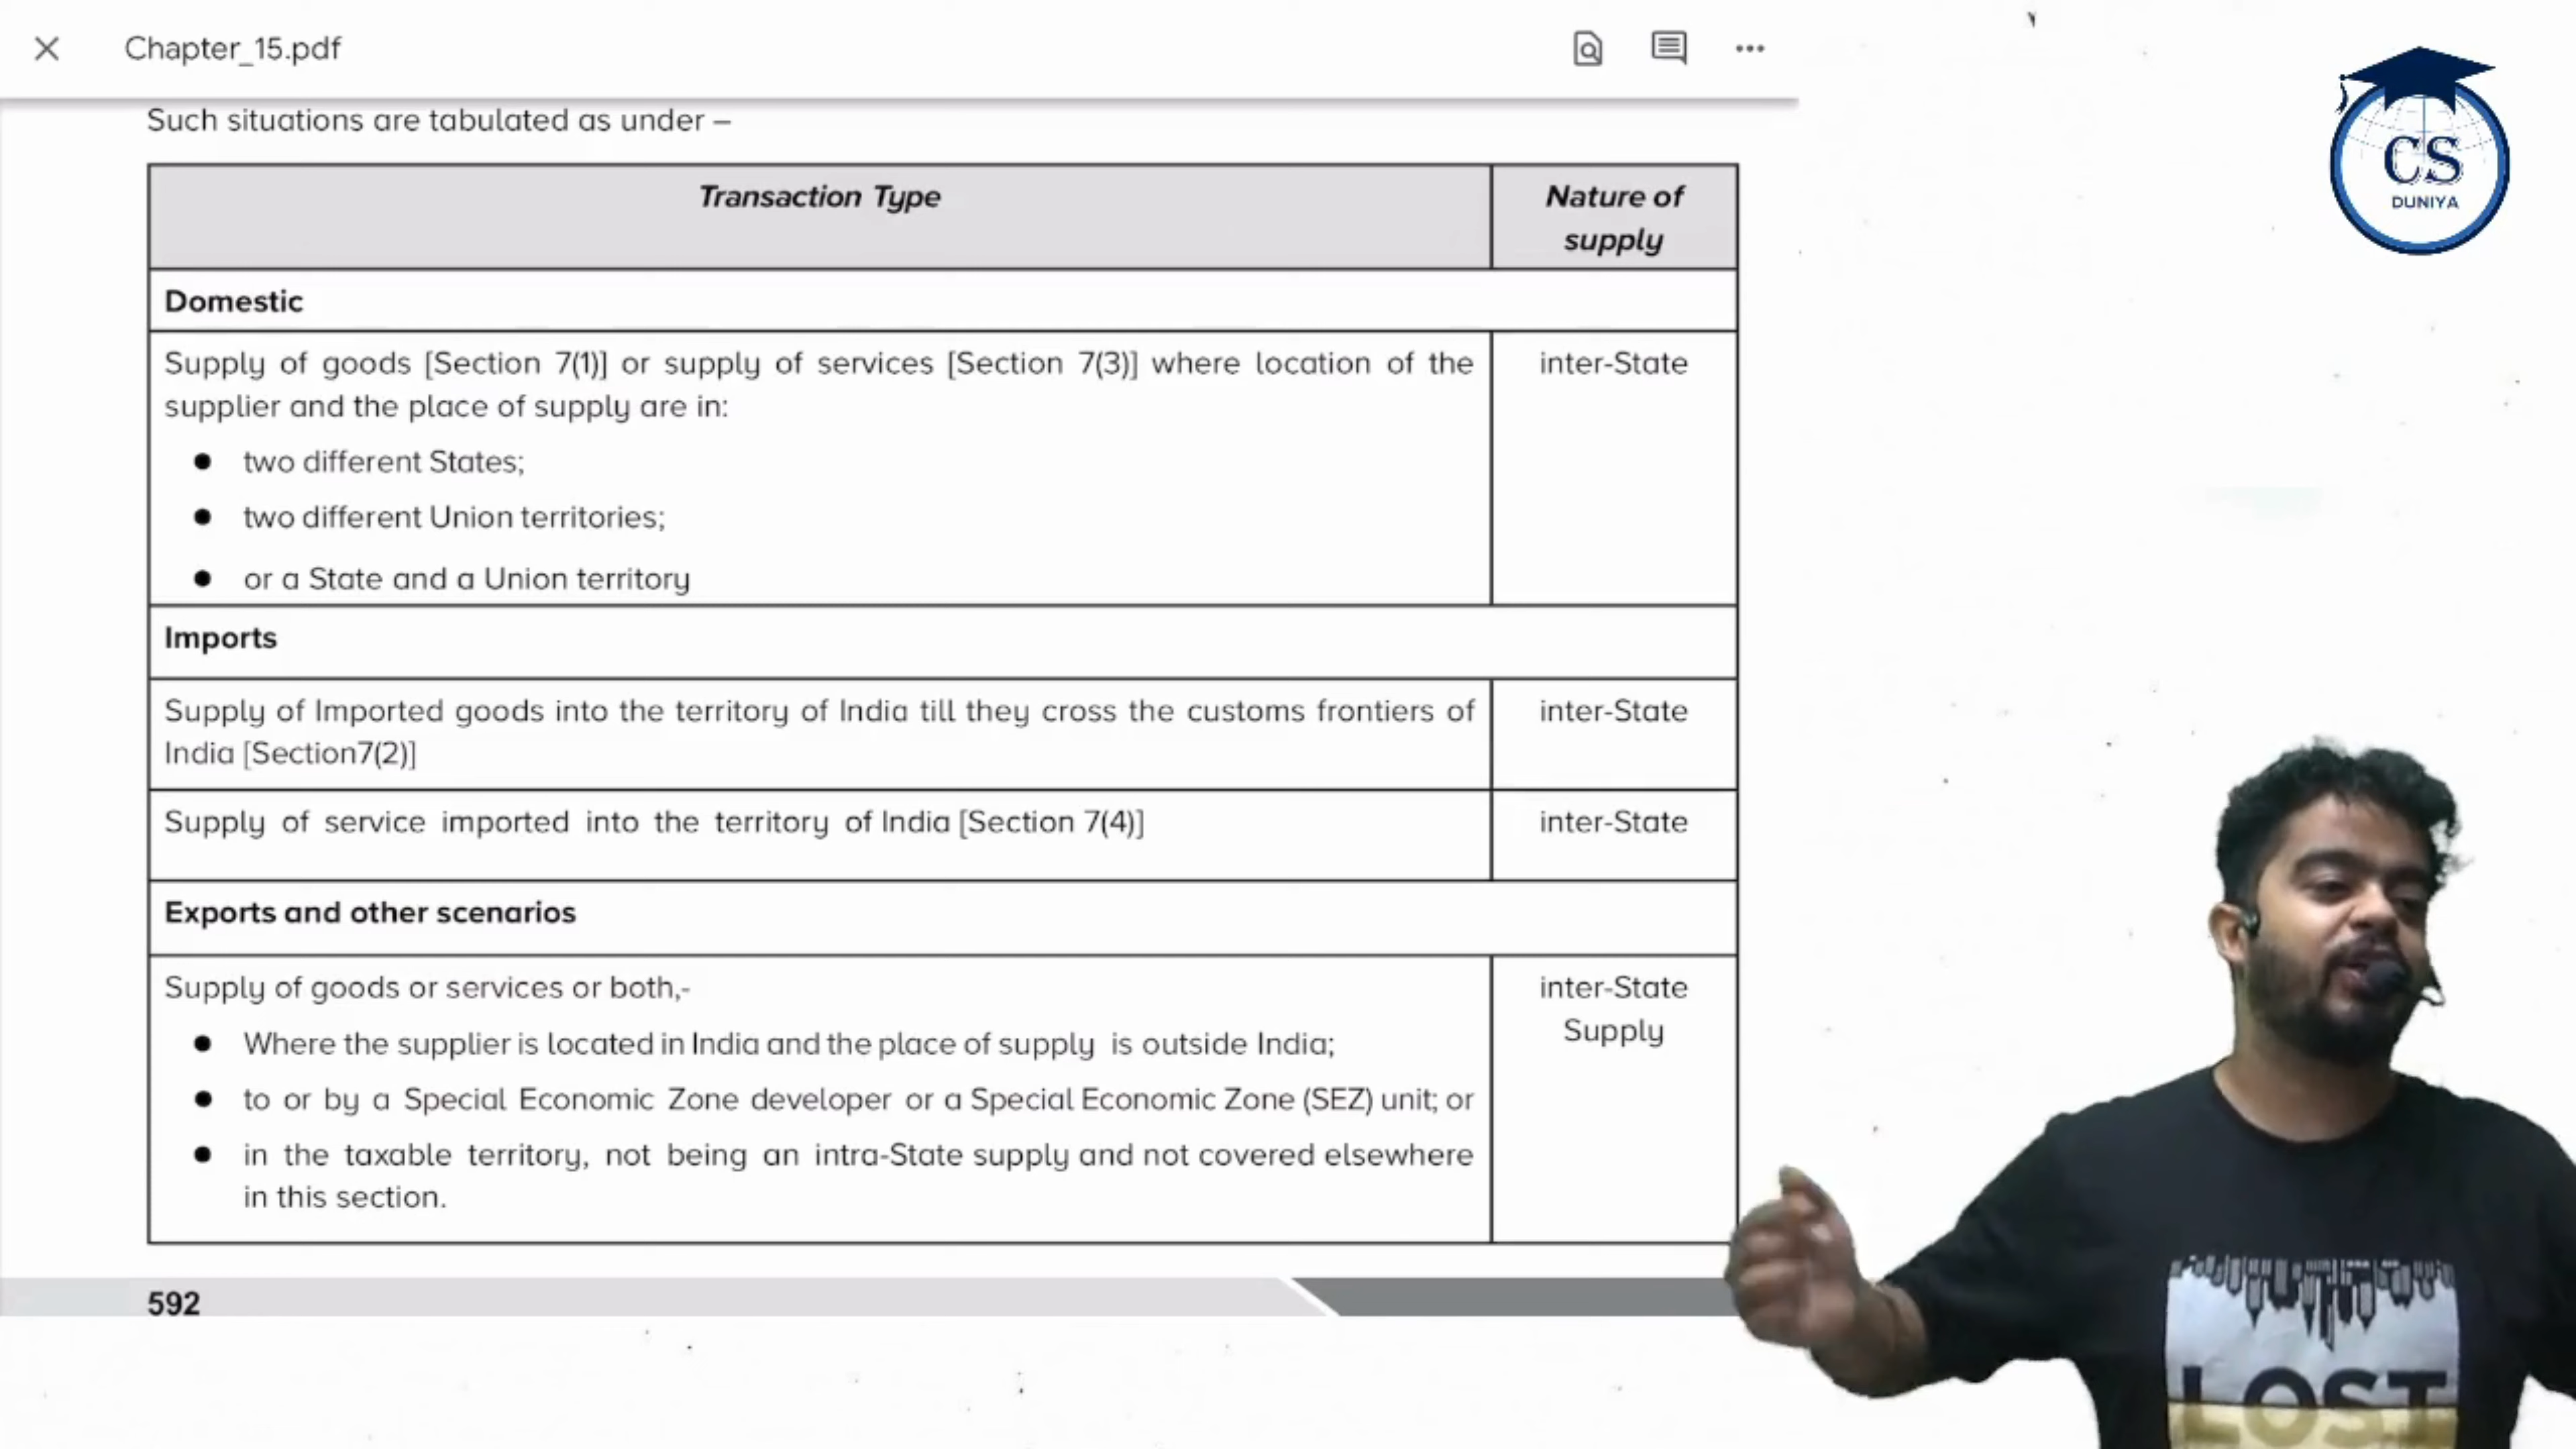 Chapter_15.pdf
CS
DUNIYA
Such situations are tabulated as under –
Transaction Type
Nature of
supply
Domestic
Supply of goods [Section 7(1)] or supply of services [Section 7(3)] where location of the
supplier and the place of supply are in:
● two different States;
● two different Union territories;
● or a State and a Union territory
inter-State
Imports
Supply of Imported goods into the territory of India till they cross the customs frontiers of
India [Section7(2)]
inter-State
Supply of service imported into the territory of India [Section 7(4)]
inter-State
Exports and other scenarios
Supply of goods or services or both,-
● Where the supplier is located in India and the place of supply is outside India;
● to or by a Special Economic Zone developer or a Special Economic Zone (SEZ) unit; or
● in the taxable territory, not being an intra-State supply and not covered elsewhere
in this section.
inter-State
Supply
592
LOST